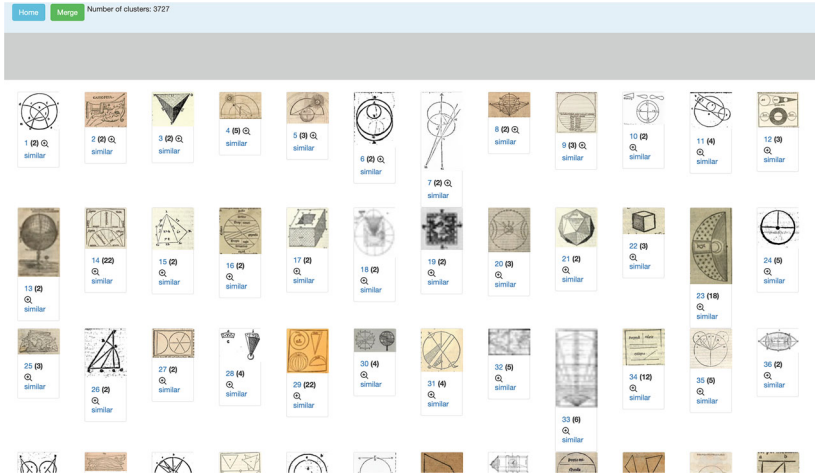 Home Merge Number of clusters: 3727
1 (2)
similar
2 (2)
similar
3 (2)
similar
4 (5)
similar
5 (3)
similar
6 (2)
similar
7 (2)
similar
8 (2)
similar
9 (3)
similar
10 (2)
similar
11 (4)
similar
12 (3)
similar
13 (2)
similar
14 (22)
similar
15 (2)
similar
16 (2)
similar
17 (2)
similar
18 (2)
similar
19 (2)
similar
20 (3)
similar
21 (2)
similar
22 (3)
similar
23 (18)
similar
24 (5)
similar
25 (3)
similar
26 (2)
similar
27 (2)
similar
28 (4)
similar
29 (22)
similar
30 (4)
similar
31 (4)
similar
32 (5)
similar
33 (6)
similar
34 (12)
similar
35 (5)
similar
36 (2)
similar